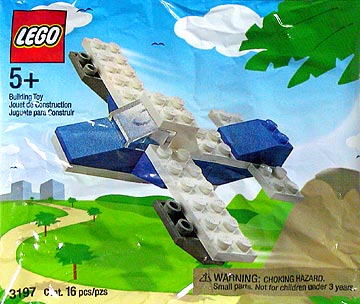 LEGO
5+
Building Toy
Jouet de Construction
Juguete para Construir
3197 Cont. 16 pcs/pzs
WARNING: CHOKING HAZARD.
Small parts. Not for children under 3 years.